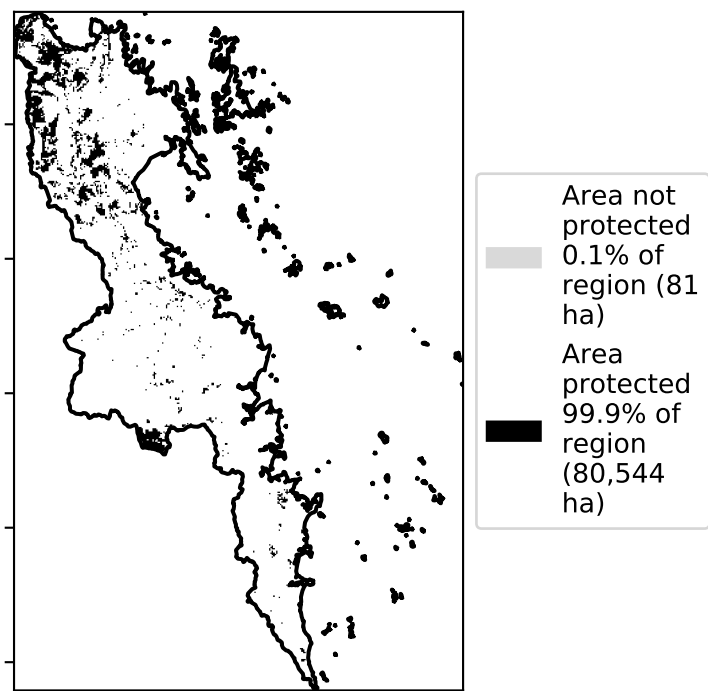 Area not
protected
0.1% of
region (81
ha)
Area
protected
99.9% of
region
(80,544
ha)